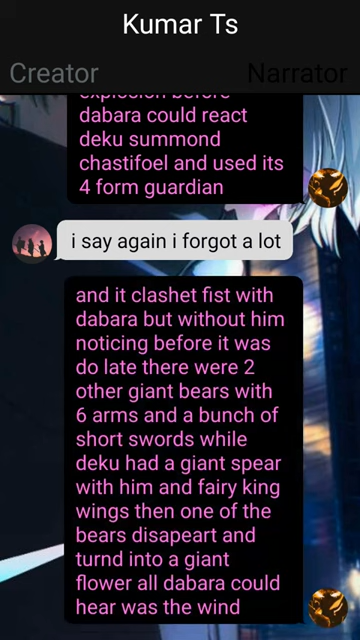 Kumar Ts
Creator
Narrator
explosion before
dabara could react
deku summond
chastifoel and used its
4 form guardian
i say again i forgot a lot
and it clashet fist with
dabara but without him
noticing before it was
do late there were 2
other giant bears with
6 arms and a bunch of
short swords while
deku had a giant spear
with him and fairy king
wings then one of the
bears disapeart and
turnd into a giant
flower all dabara could
hear was the wind